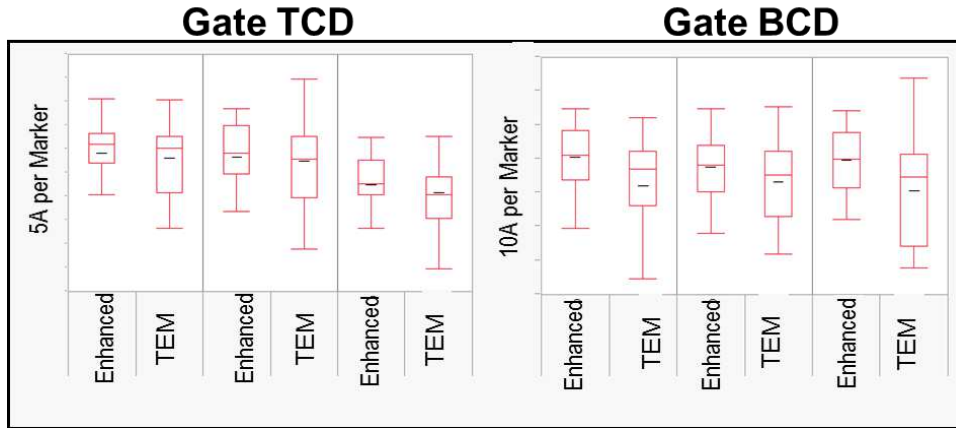 Gate TCD
5A per Marker
Enhanced
TEM
Enhanced
TEM
Enhanced
TEM
Gate BCD
10A per Marker
Enhanced
TEM
Enhanced
TEM
Enhanced
TEM